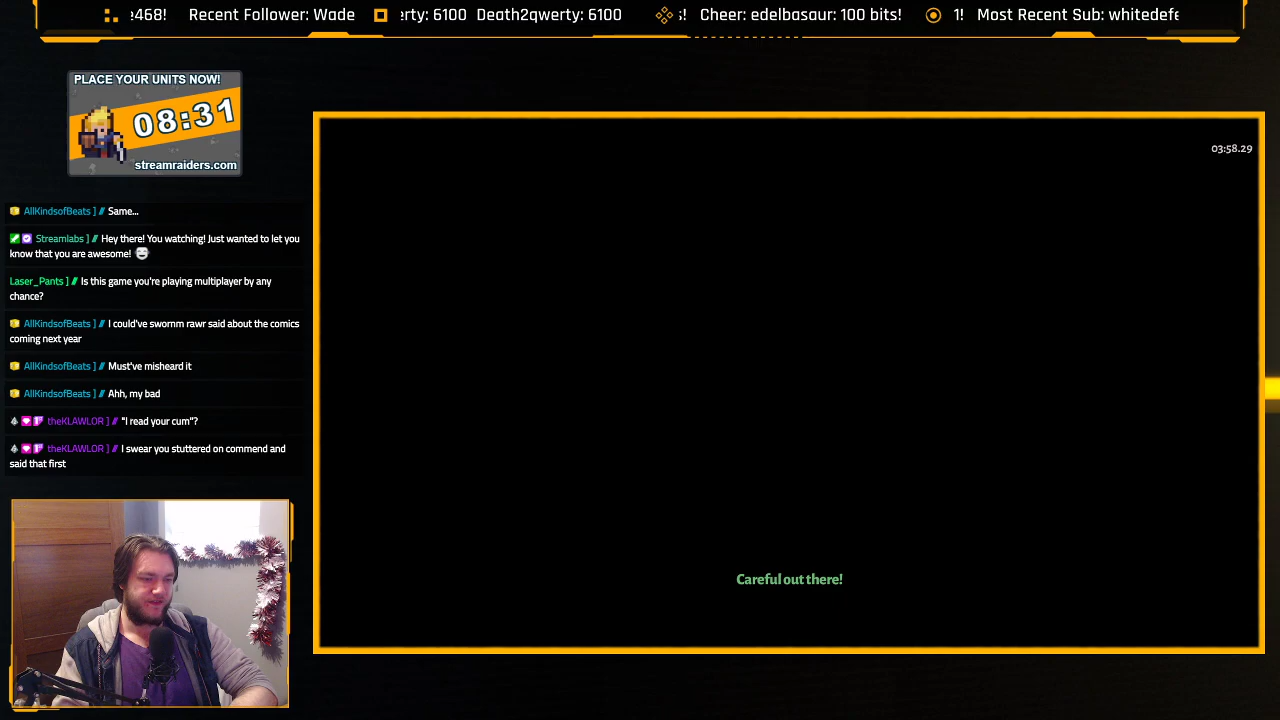 :468!
Recent Follower: Wade
erty: 6100 Death2qwerty: 6100
s! Cheer: edelbasaur: 100 bits!
1! Most Recent Sub: whitedefe
PLACE YOUR UNITS NOW!
08:31
streamraiders.com
03:58.29
AllKindsofBeats ] // Same...
Streamlabs ] // Hey there! You watching! Just wanted to let you
know that you are awesome!
Laser_Pants ] // Is this game you're playing multiplayer by any
chance?
AllKindsofBeats ] // I could've swornm rawr said about the comics
coming next year
AllKindsofBeats ] // Must've misheard it
AllKindsofBeats ] // Ahh, my bad
theKLAWLOR ] // "I read your cum"?
theKLAWLOR ] // I swear you stuttered on commend and
said that first
Careful out there!